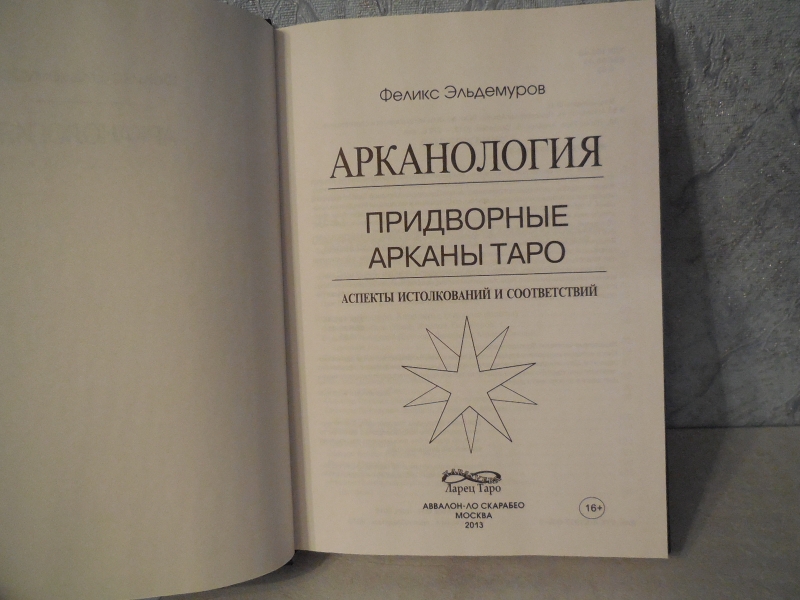 Феликс Эльдемуров
АРКАНОЛОГИЯ
ПРИДВОРНЫЕ
АРКАНЫ ТАРО
АСПЕКТЫ ИСТОЛКОВАНИЙ И СООТВЕТСТВИЙ
Ларец Таро
АВВАЛОН-ЛО СКАРАБЕО
МОСКВА
2013
16+